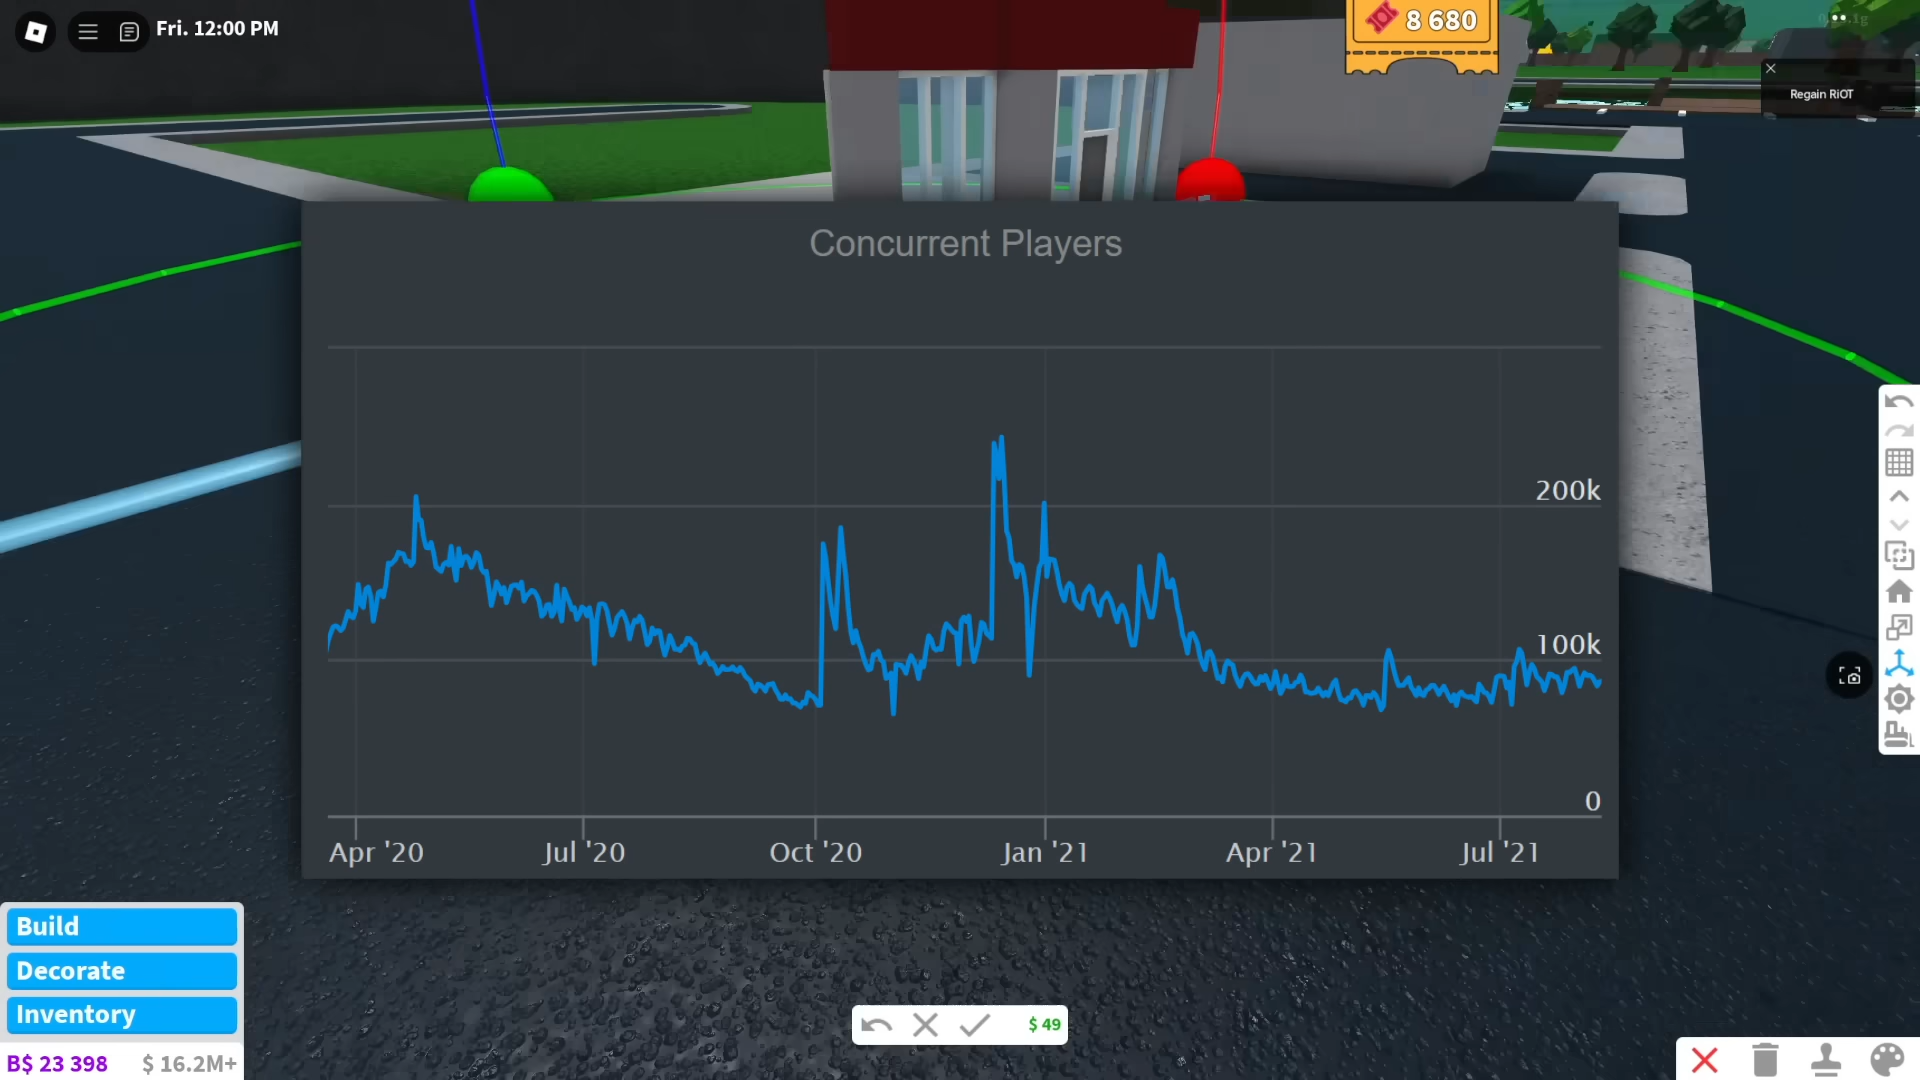 Fri. 12:00 PM
8 680
Regain RiOT
Concurrent Players
200k
100k
0
Apr '20
Jul '20
Oct '20
Jan '21
Apr '21
Jul '21
Build
Decorate
Inventory
B$ 23 398
$ 16.2M+
$ 49